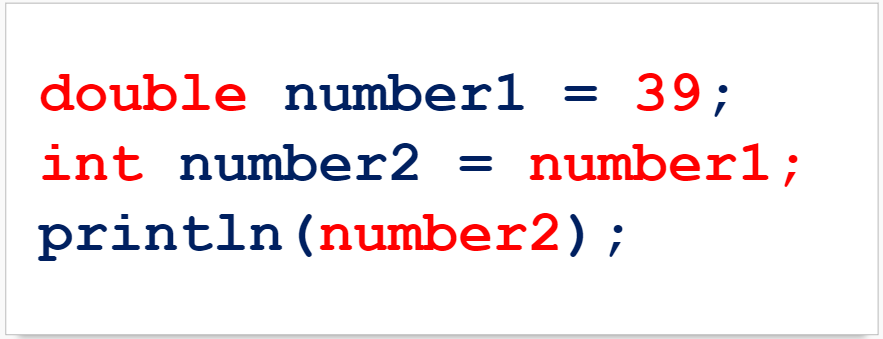 double number1 = 39;
int number2 = number1;
println(number2);